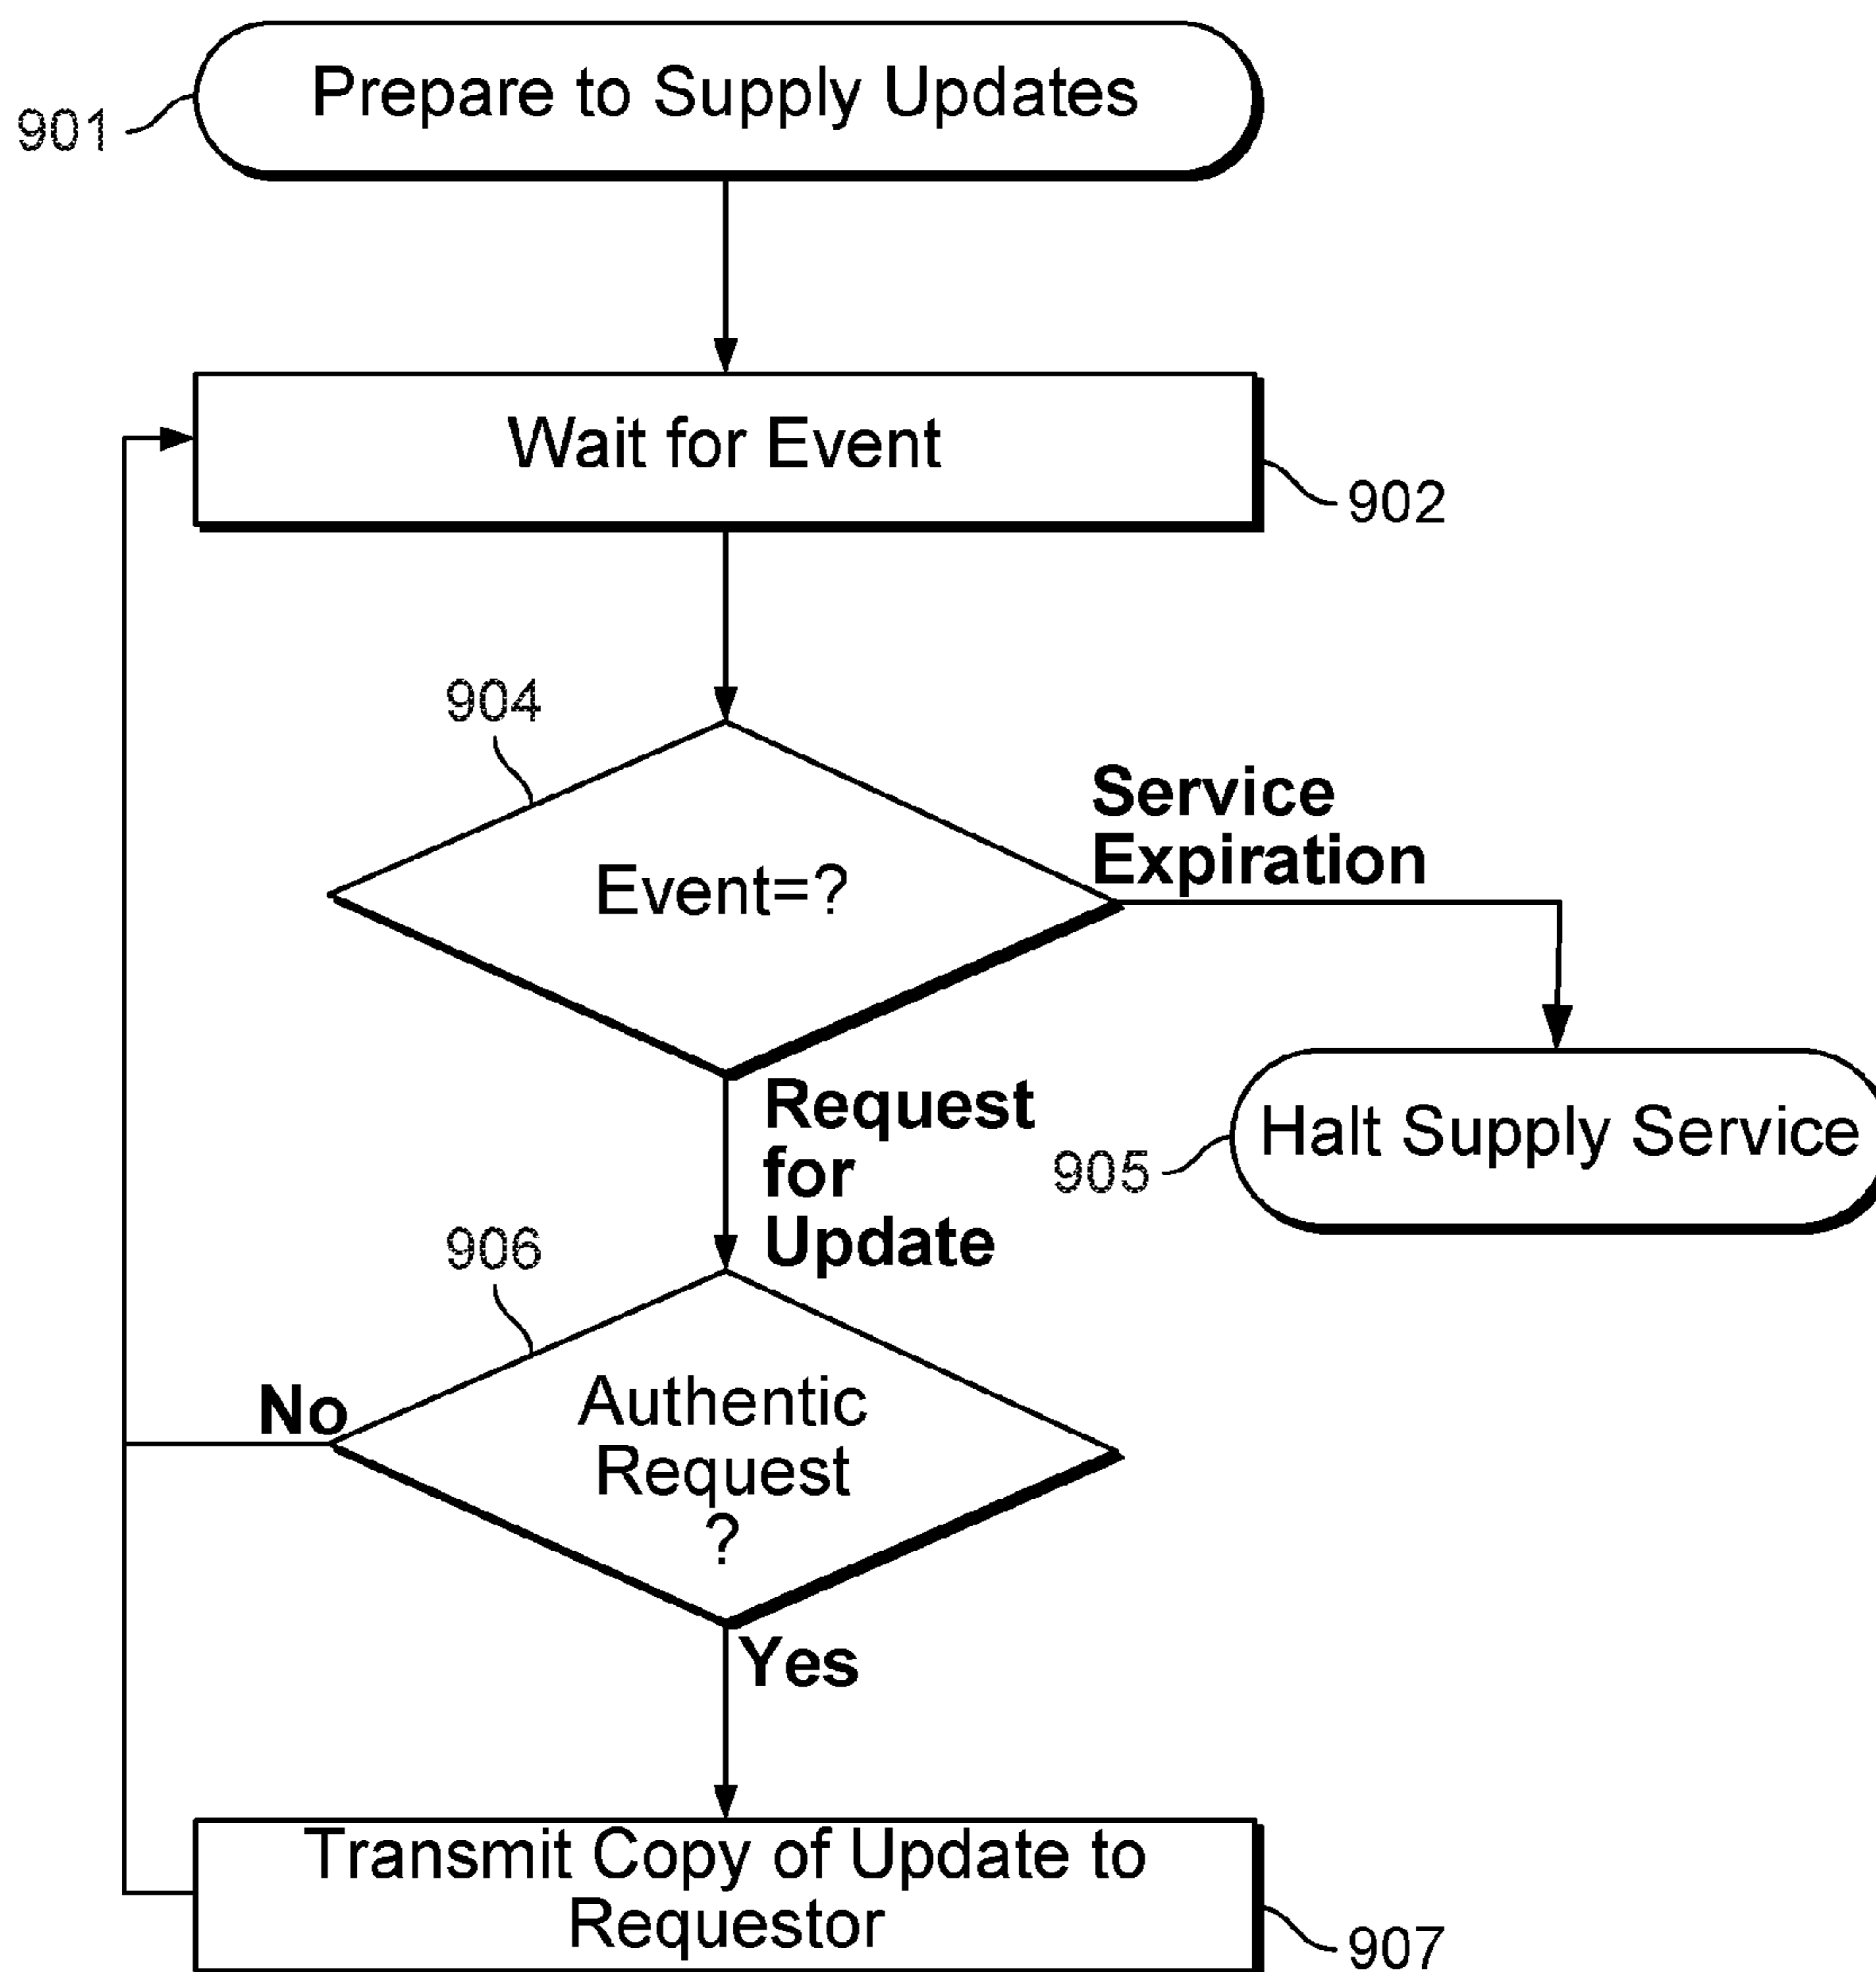 Prepare to Supply Updates
901
Wait for Event
902
904
Service
Expiration
Event=?
Request
for
Update
Halt Supply Service
905
906
No
Authentic
Request
?
Yes
Transmit Copy of Update to
Requestor
907